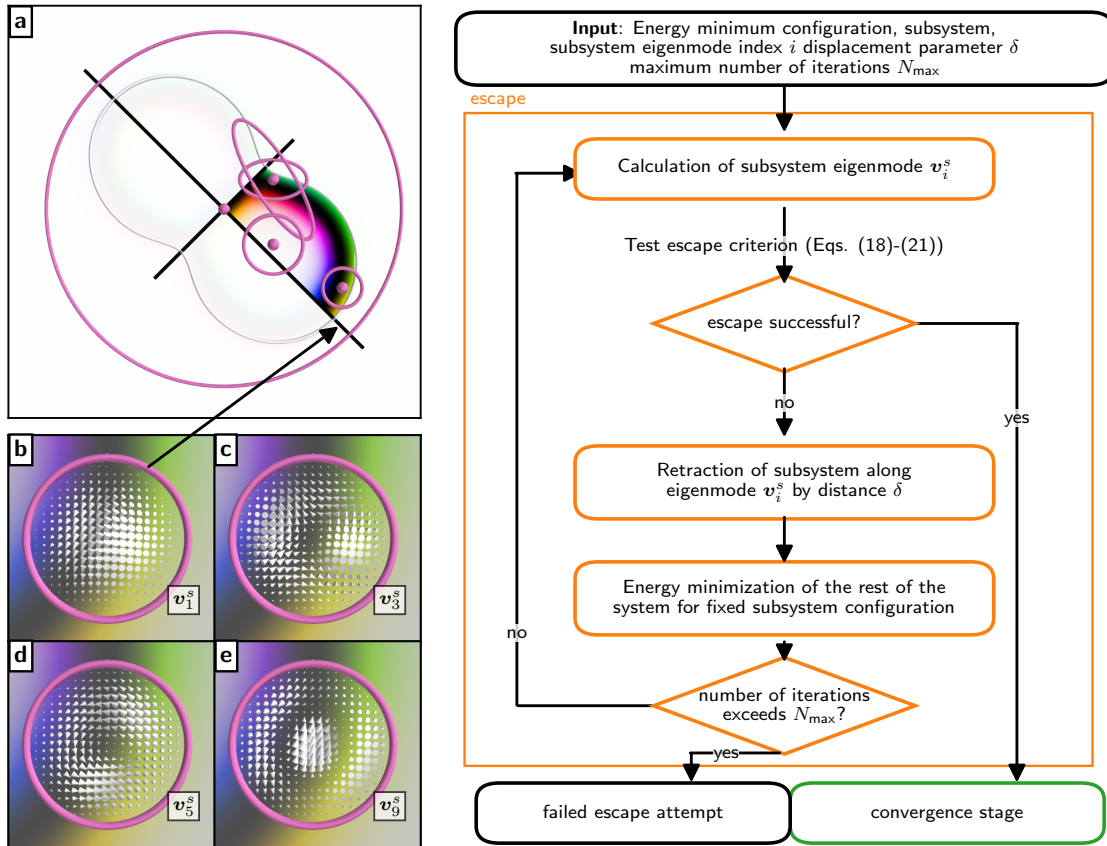 a
b
v_1^s
c
v_3^s
d
v_5^s
e
v_9^s
Input: Energy minimum configuration, subsystem,
subsystem eigenmode index i displacement parameter δ
maximum number of iterions N_max
escape
Calculation of subsystem eigenmode v_i^s
Test escape criterion (Eqs. (18)-(21))
escape successful?
no
yes
Retraction of subsystem along
eigenmode v_i^s by distance δ
Energy minimization of the rest of the
system for fixed subsystem configuration
no
number of iterations
exceeds N_max?
yes
failed escape attempt
convergence stage